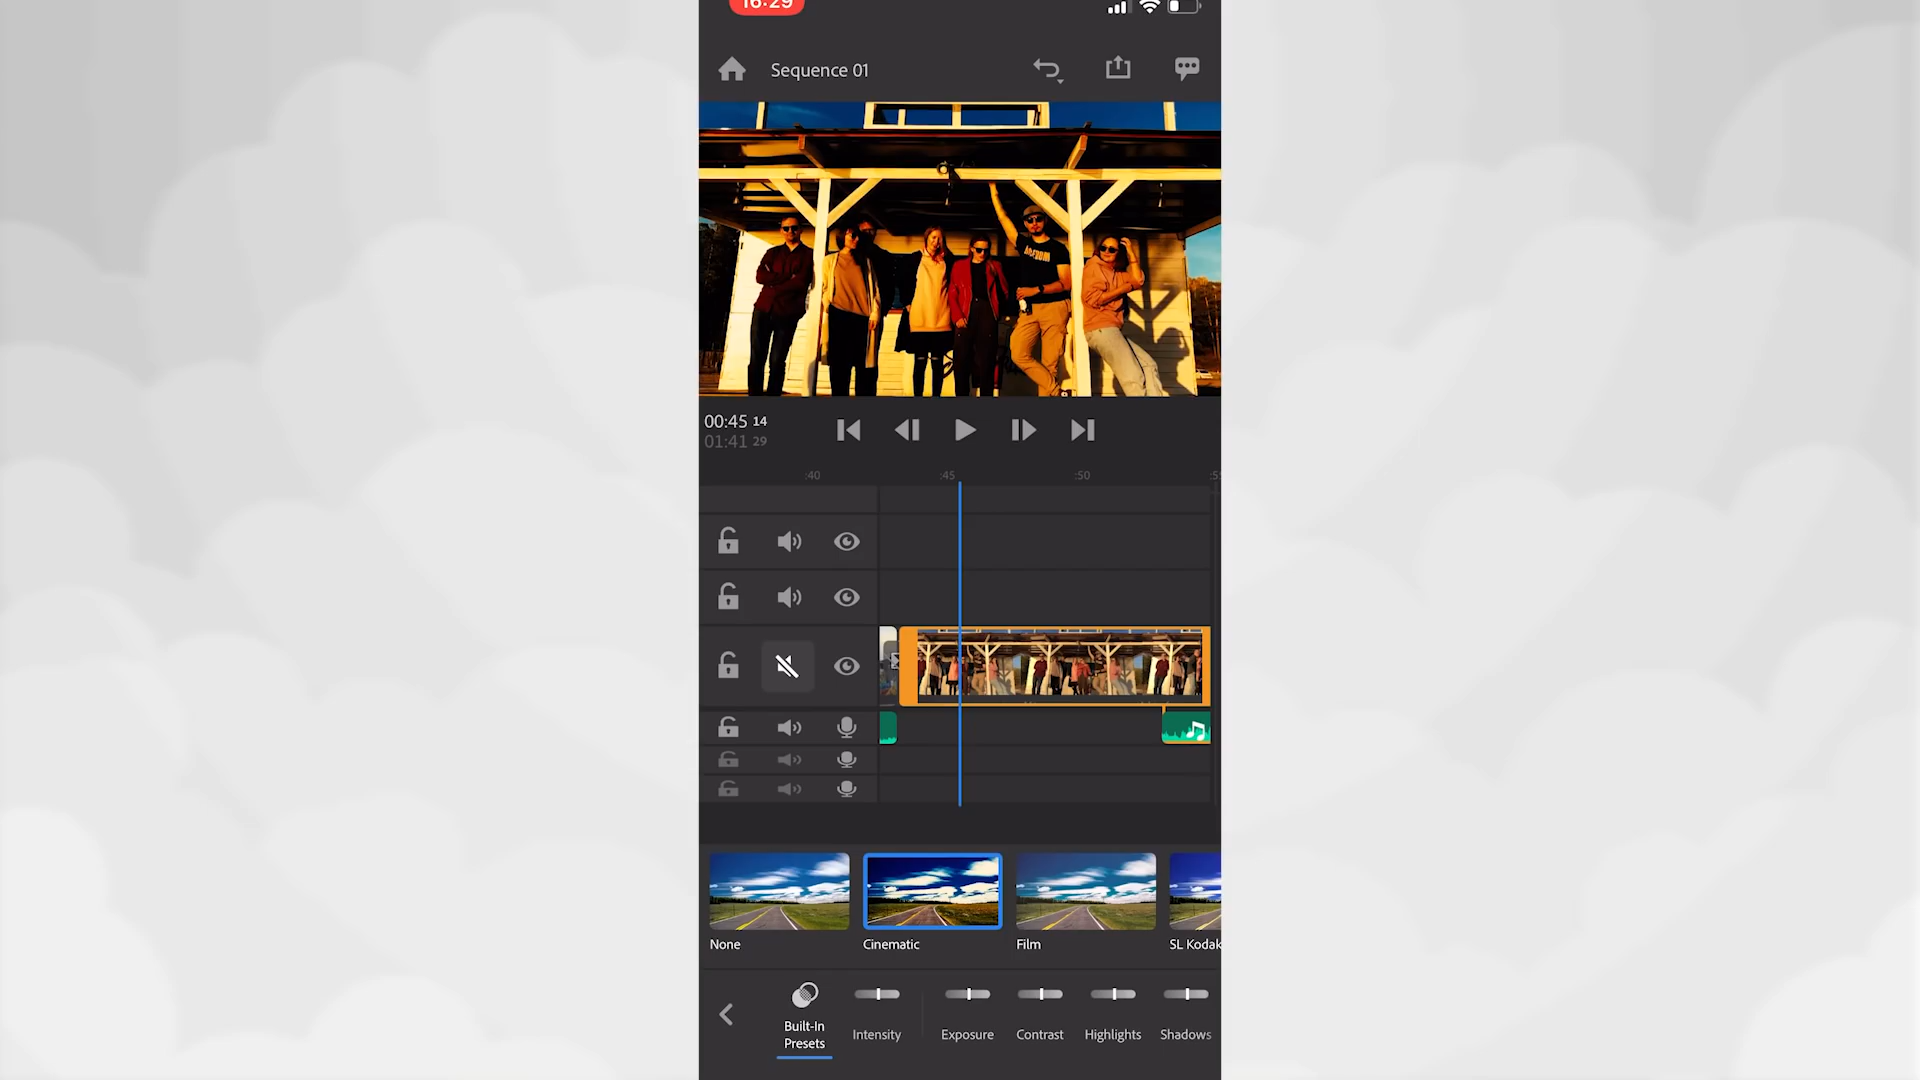 16:29
Sequence 01
00:45 14
01:41 29
:40
:45
:50
:55
None
Cinematic
Film
SL Kodak
Built-In
Presets
Intensity
Exposure
Contrast
Highlights
Shadows